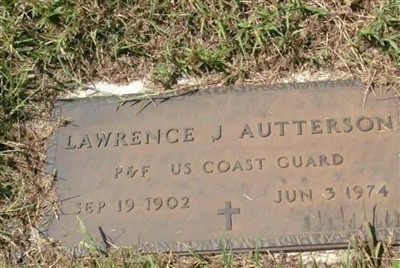 LAWRENCE J AUTTERSON
P&F US COAST GUARD
SEP 19 1902 JUN 3 1974